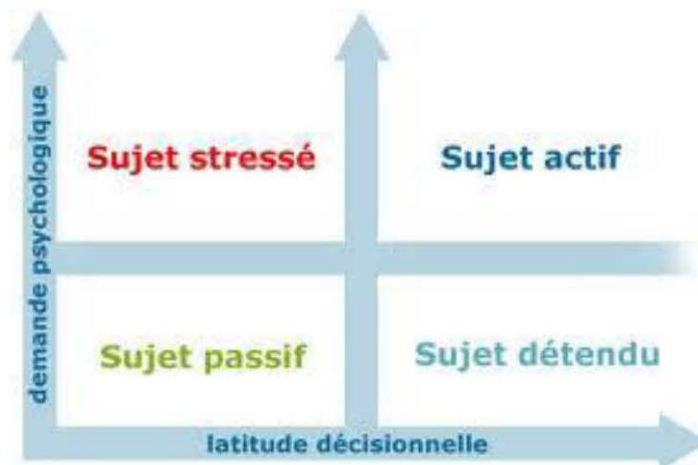 demande psychologique
Sujet stressé
Sujet actif
Sujet passif
Sujet détendu
latitude décisionnelle